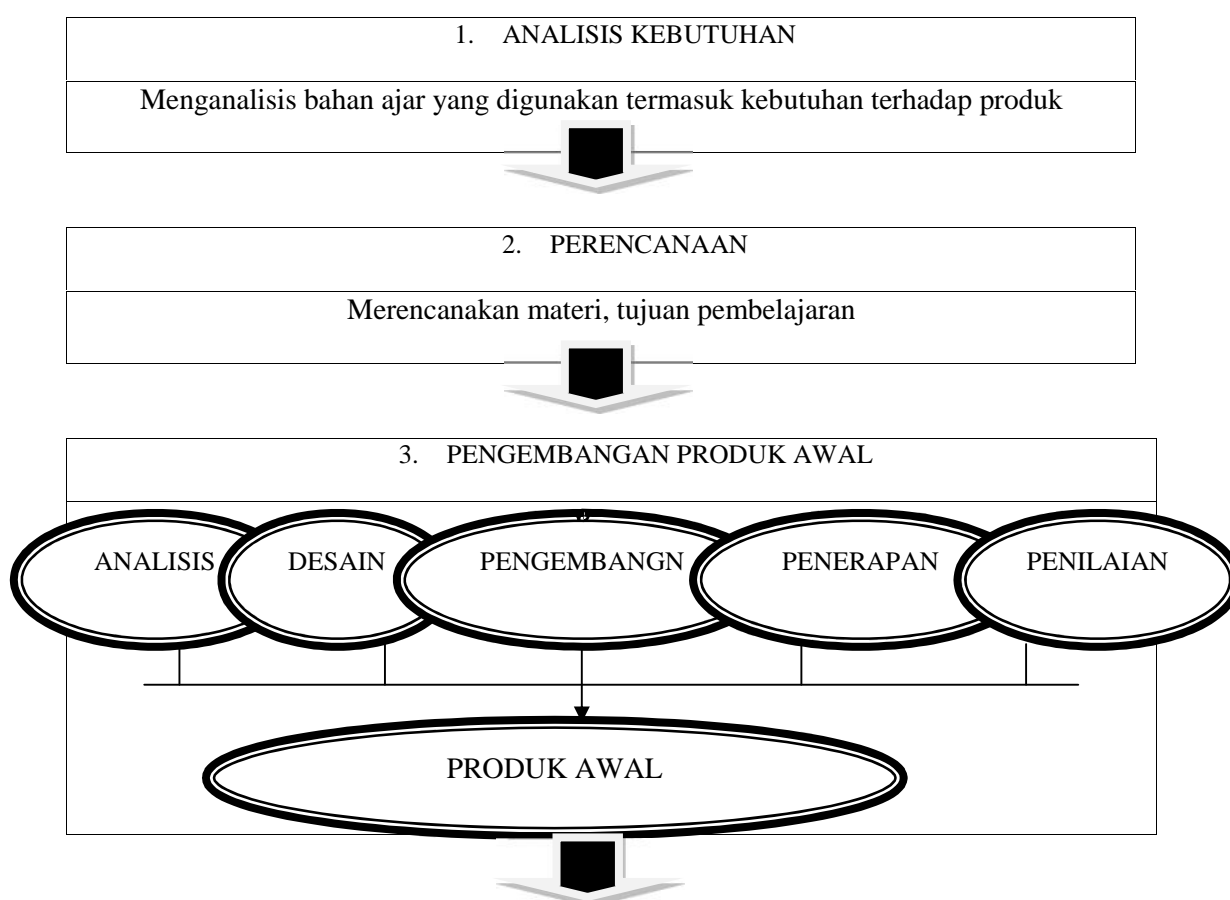 1. ANALISIS KEBUTUHAN
Menganalisis bahan ajar yang digunakan termasuk kebutuhan terhadap produk
2. PERENCANAAN
Merencanakan materi, tujuan pembelajaran
3. PENGEMBANGAN PRODUK AWAL
ANALISIS DESAIN PENGEMBANGN PENERAPAN PENILAIAN
PRODUK AWAL